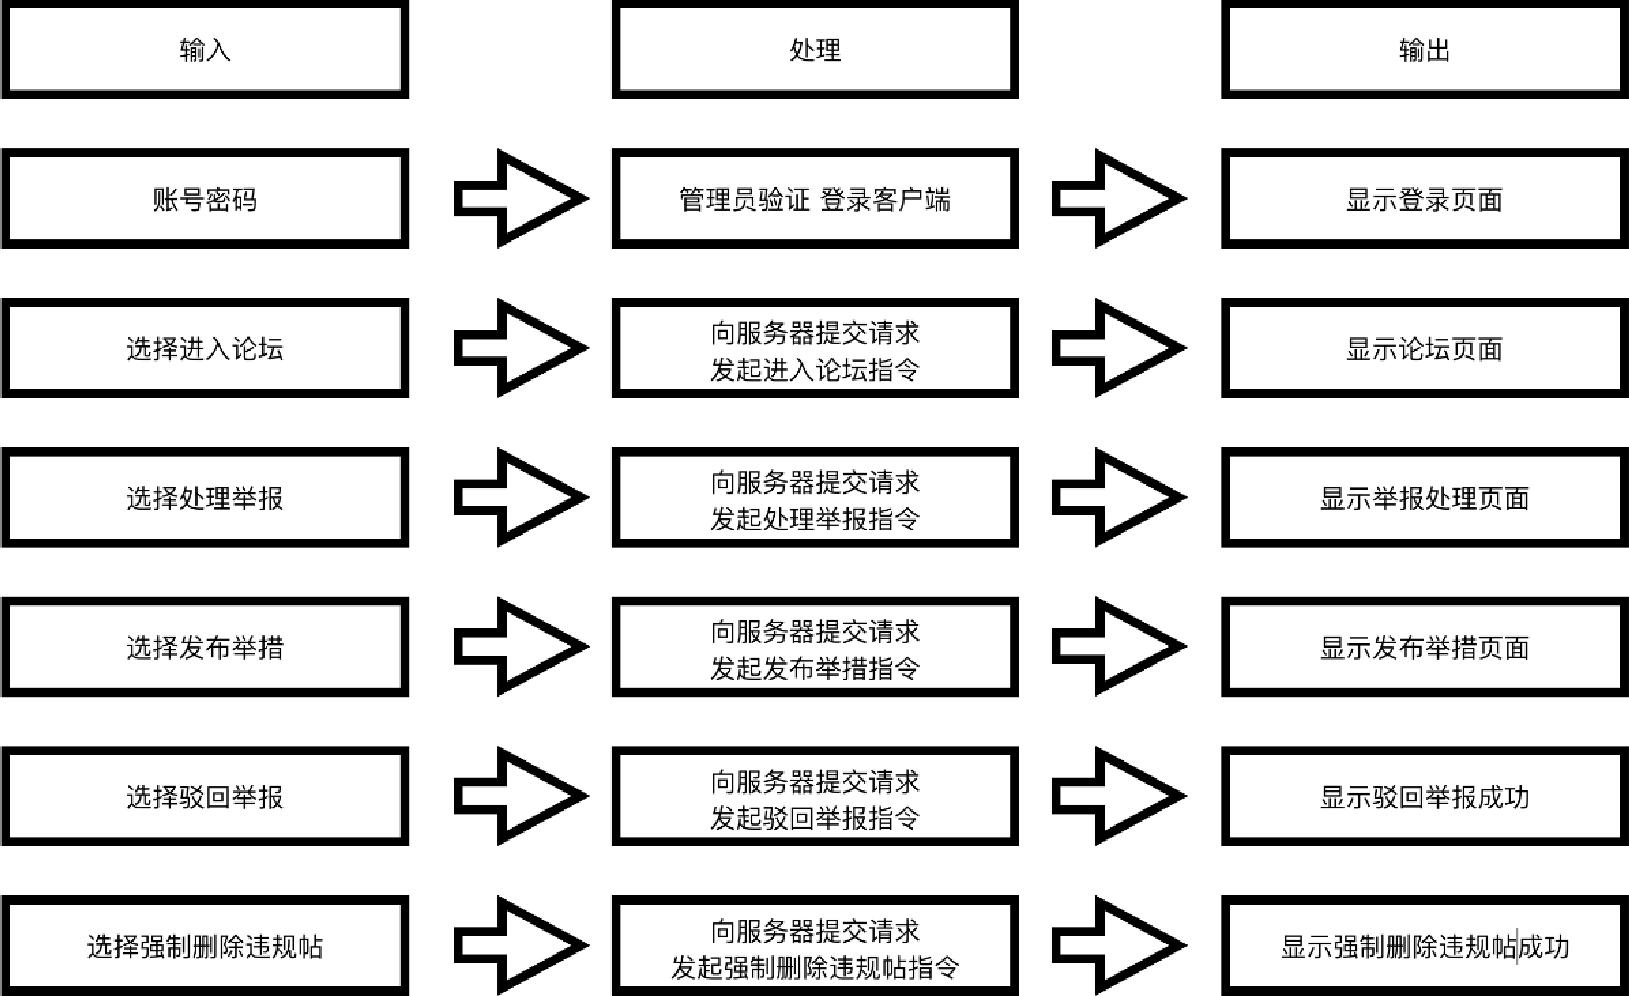 输入
处理
输出
账号密码
管理员验证 登录客户端
显示登录页面
选择进入论坛
向服务器提交请求
发起进入论坛指令
显示论坛页面
选择处理举报
向服务器提交请求
发起处理举报指令
显示举报处理页面
选择发布举措
向服务器提交请求
发起发布举措指令
显示发布举措页面
选择驳回举报
向服务器提交请求
发起驳回举报指令
显示驳回举报成功
选择强制删除违规帖
向服务器提交请求
发起强制删除违规帖指令
显示强制删除违规帖成功